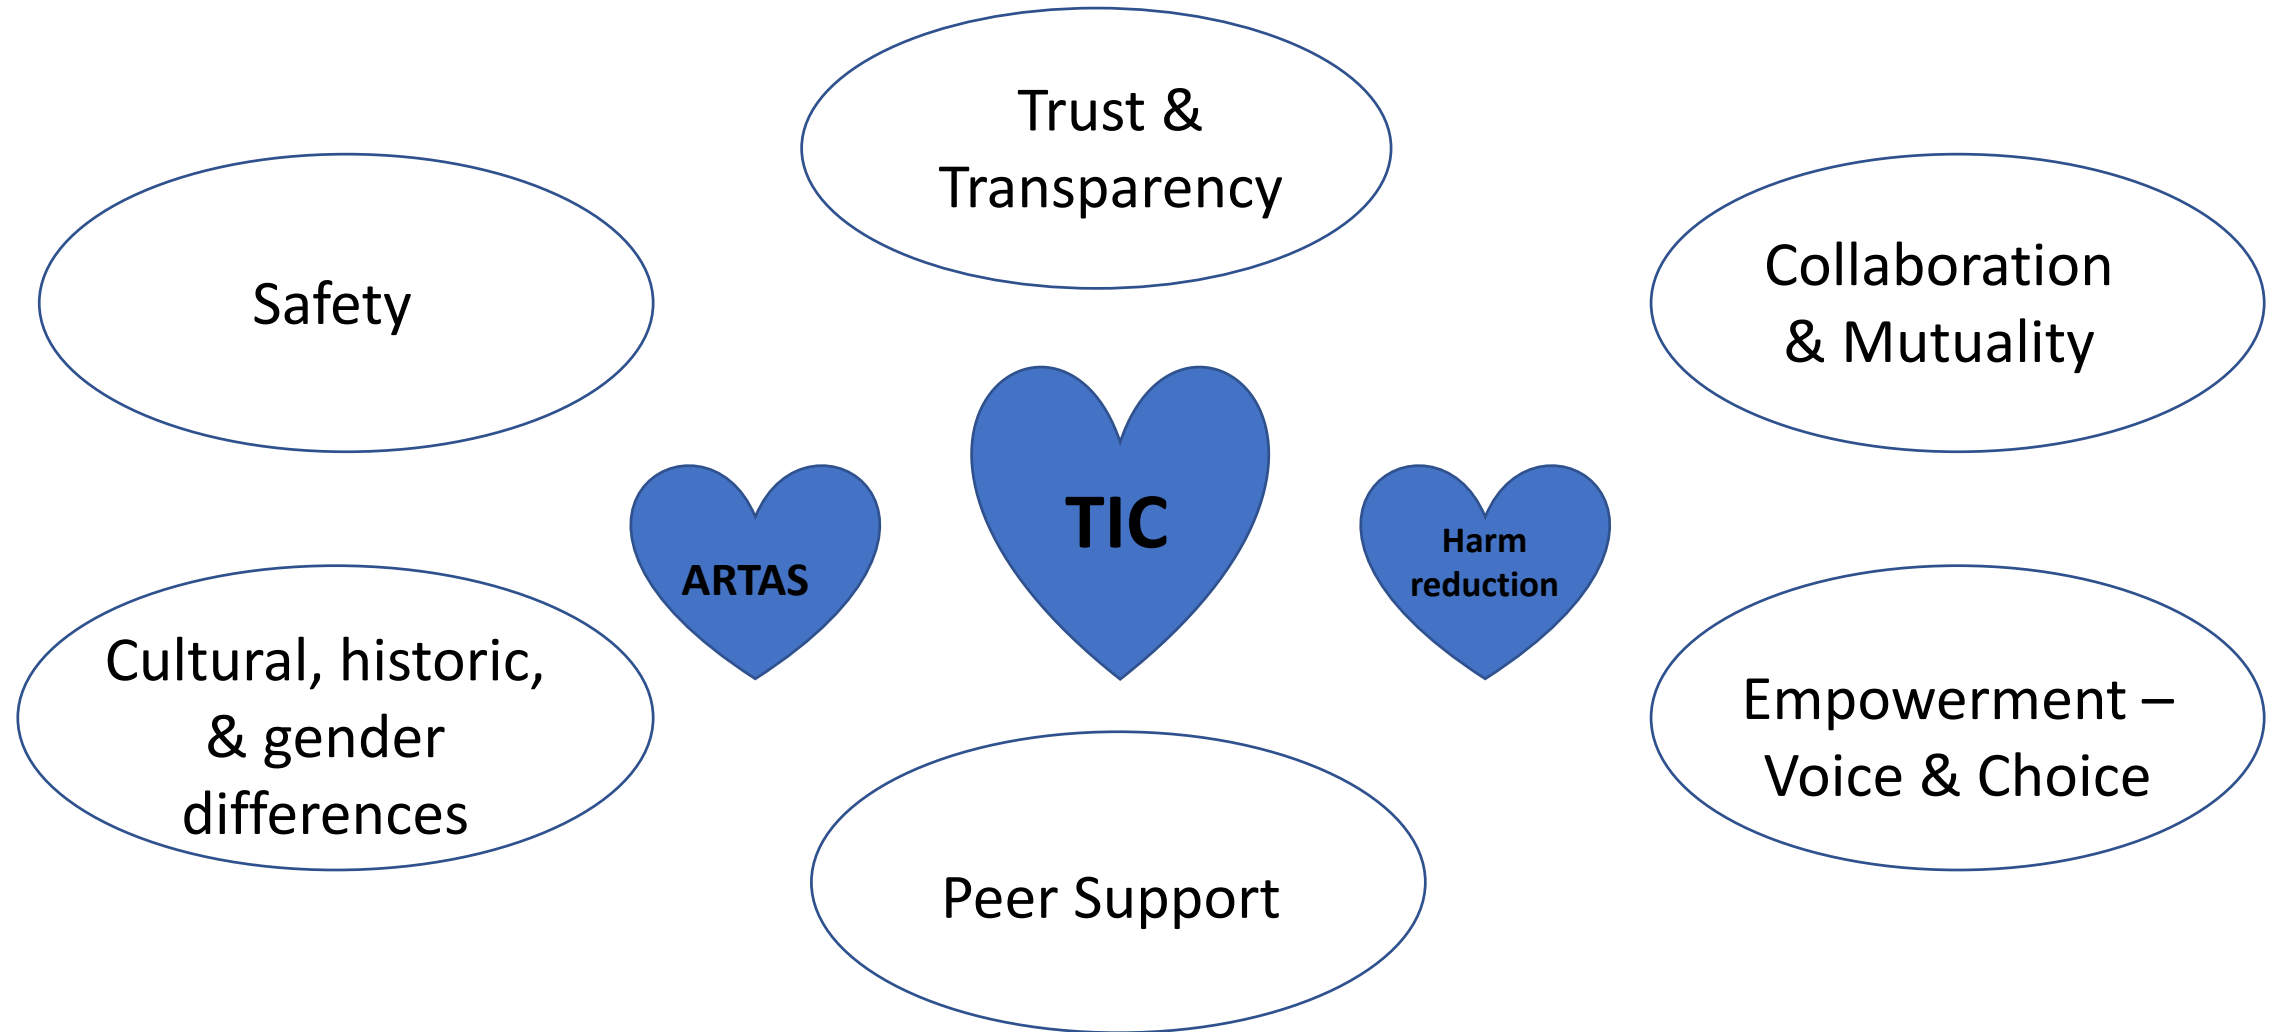 Trust &
Transparency
Safety
Collaboration
& Mutuality
TIC
ARTAS
Harm
reduction
Cultural, historic,
& gender
differences
Empowerment –
Voice & Choice
Peer Support